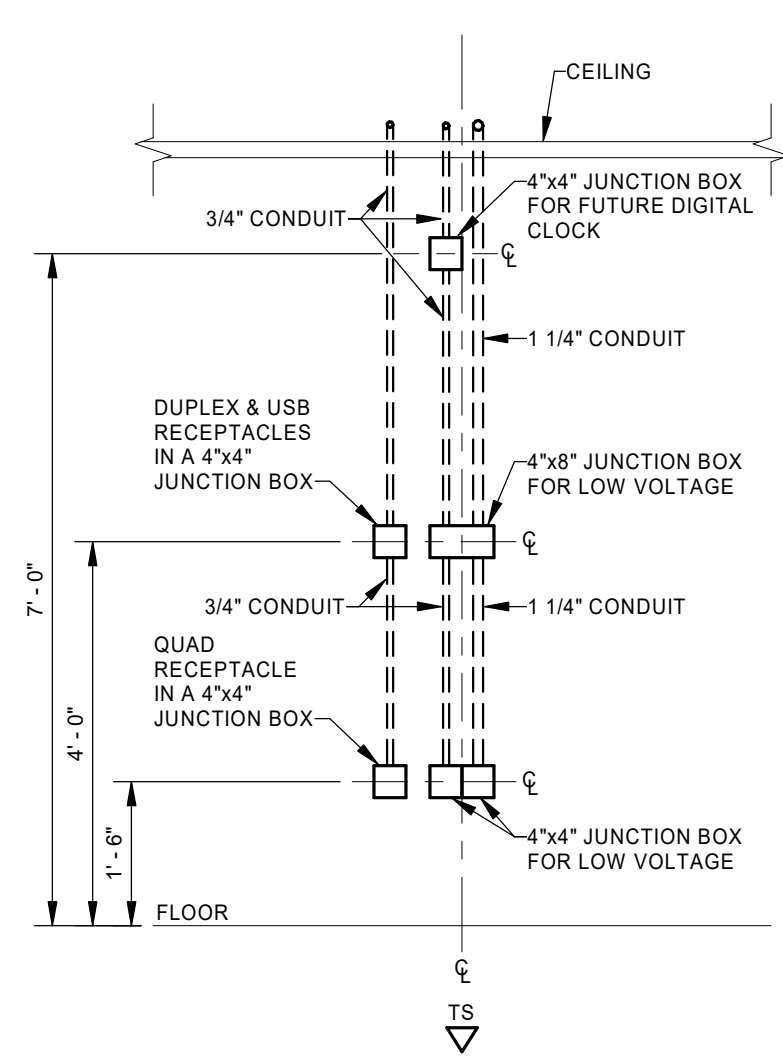 CEILING
4"x4" JUNCTION BOX
FOR FUTURE DIGITAL
CLOCK
3/4" CONDUIT
℄
1 1/4" CONDUIT
DUPLEX & USB
RECEPTACLES
IN A 4"x4"
JUNCTION BOX
4"x8" JUNCTION BOX
FOR LOW VOLTAGE
℄
7' - 0"
3/4" CONDUIT
1 1/4" CONDUIT
QUAD
RECEPTACLE
IN A 4"x4"
JUNCTION BOX
4' - 0"
℄
1' - 6"
4"x4" JUNCTION BOX
FOR LOW VOLTAGE
FLOOR
℄
TS